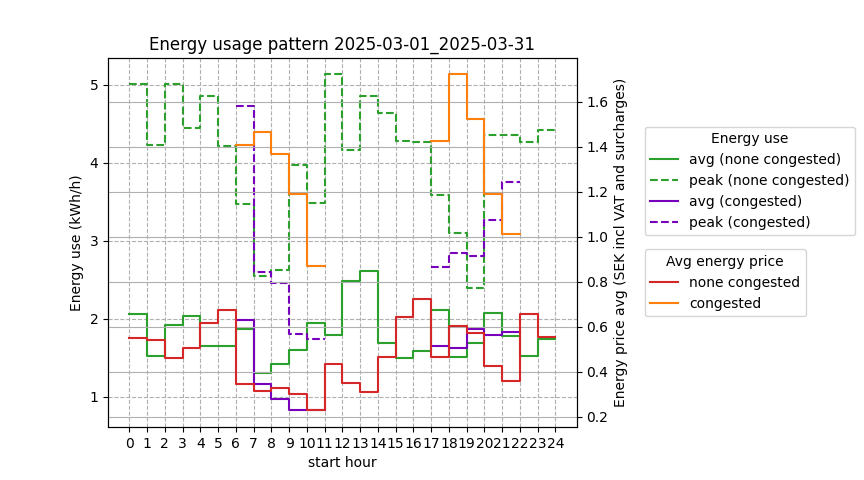 Energy usage pattern 2025-03-01_2025-03-31
Energy use (kWh/h)
5
4
3
2
1
0 1 2 3 4 5 6 7 8 9 10 11 12 13 14 15 16 17 18 19 20 21 22 23 24
start hour
1.6
1.4
1.2
1.0
0.8
0.6
0.4
0.2
Energy price avg (SEK incl VAT and surcharges)
Energy use
avg (none congested)
peak (none congested)
avg (congested)
peak (congested)
Avg energy price
none congested
congested